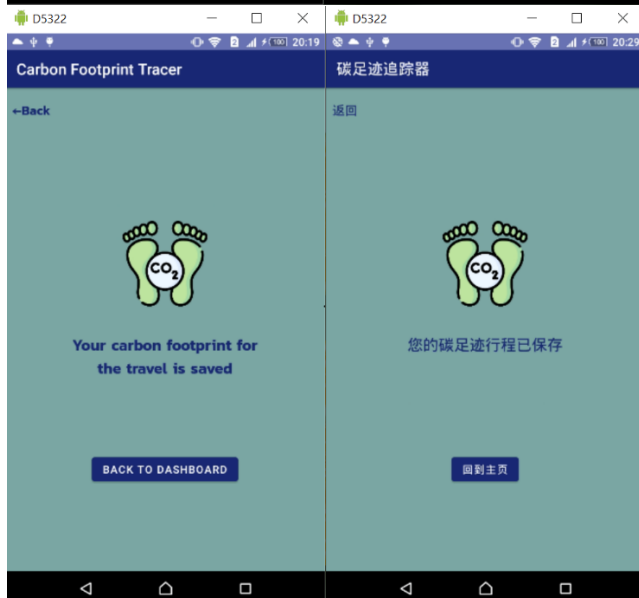 D5322
20:19
Carbon Footprint Tracer
←Back
CO2
Your carbon footprint for
the travel is saved
BACK TO DASHBOARD
D5322
20:29
碳足迹追踪器
返回
CO2
您的碳足迹行程已保存
回到主页